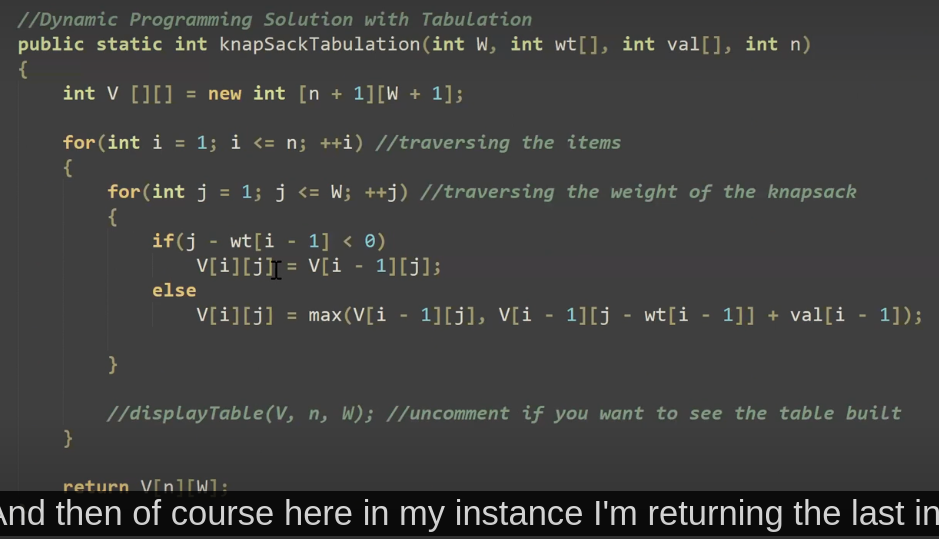 //Dynamic Programming Solution with Tabulation
public static int knapSackTabulation(int W, int wt[], int val[], int n)
{
int V [][] = new int [n + 1][W + 1];
for(int i = 1; i <= n; ++i) //traversing the items
{
for(int j = 1; j <= W; ++j) //traversing the weight of the knapsack
{
if(j - wt[i - 1] < 0)
V[i][j] = V[i - 1][j];
else
V[i][j] = max(V[i - 1][j], V[i - 1][j - wt[i - 1]] + val[i - 1]);
}
//displayTable(V, n, W); //uncomment if you want to see the table built
}
return V[n][W];
And then of course here in my instance I'm returning the last in